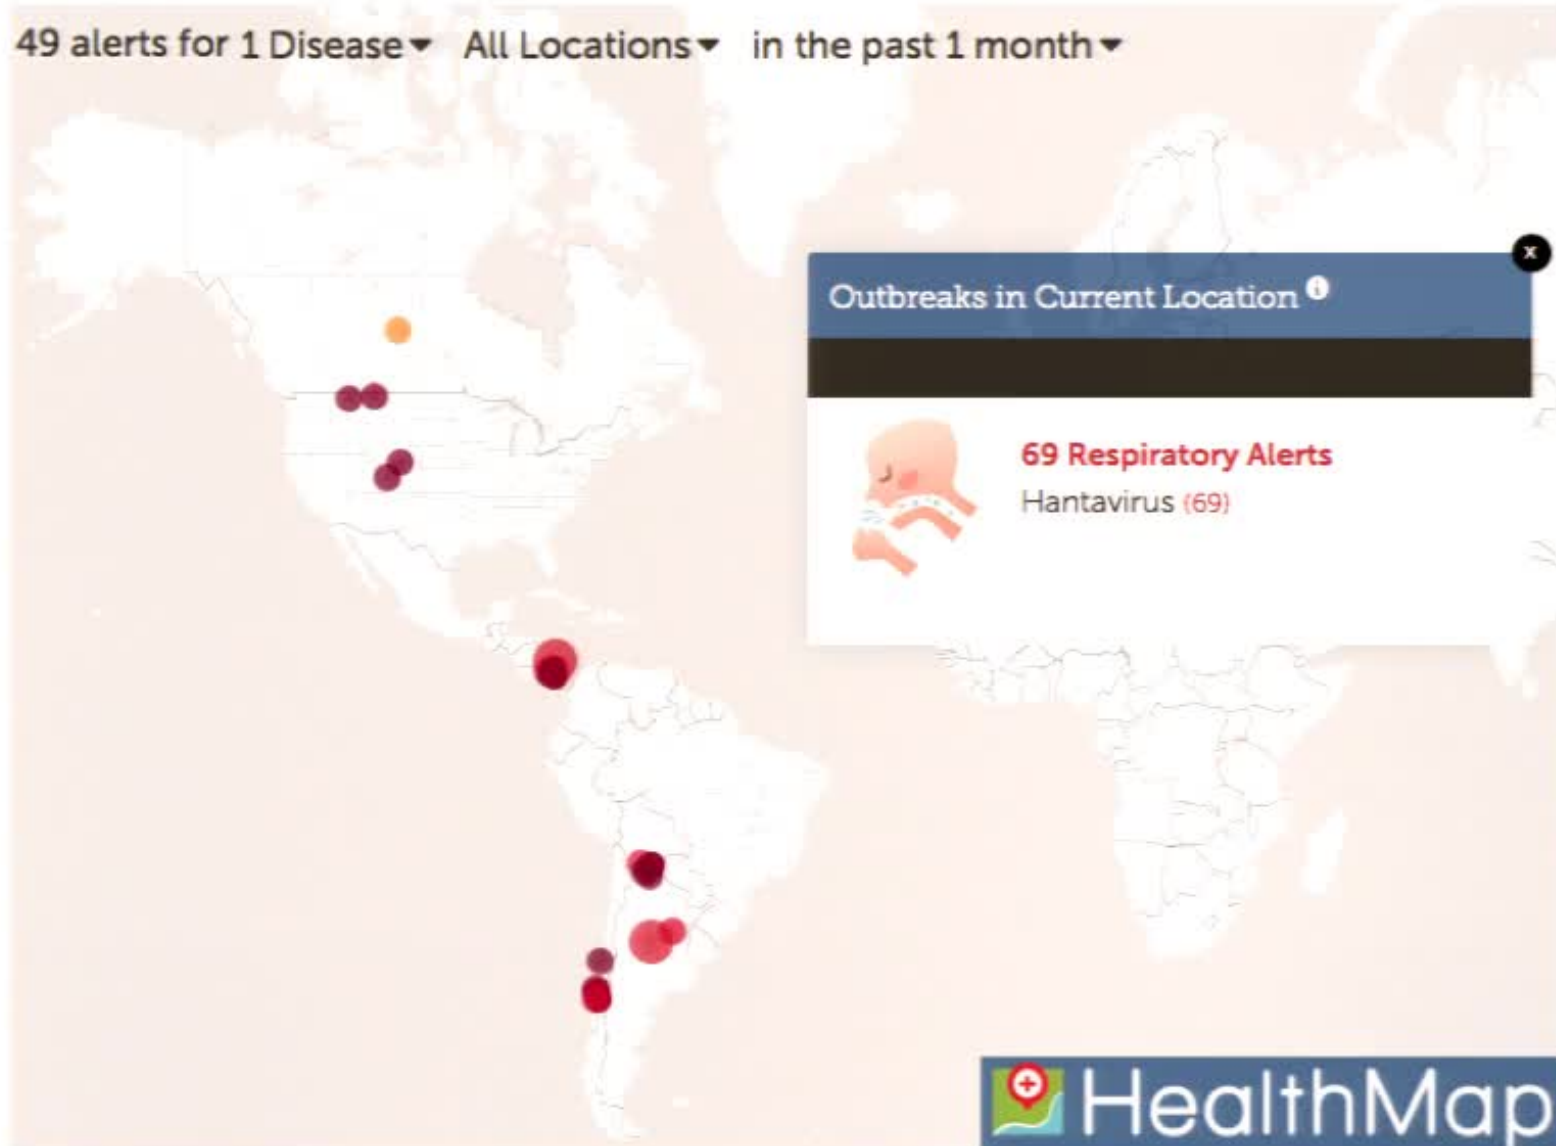 49 alerts for 1 Disease All Locations in the past 1 month
Outbreaks in Current Location
69 Respiratory Alerts
Hantavirus (69)
HealthMap